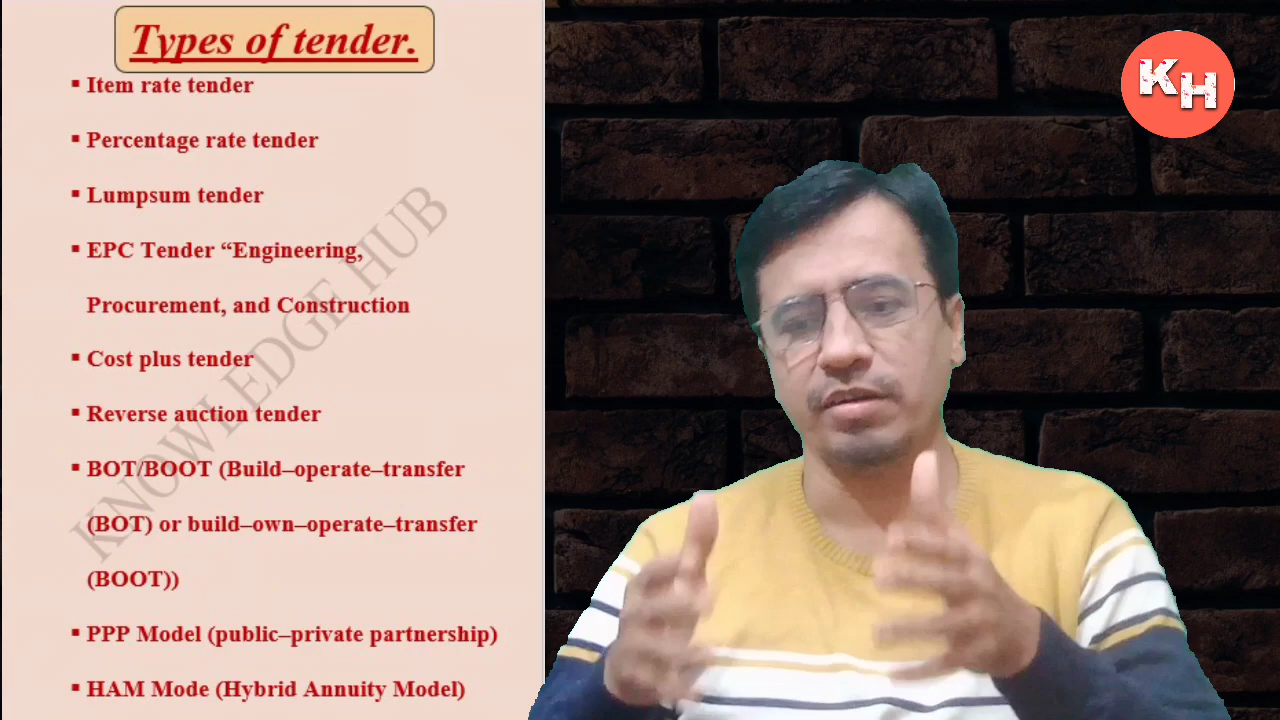 Types of tender.
▪ Item rate tender
▪ Percentage rate tender
▪ Lumpsum tender
▪ EPC Tender “Engineering,
Procurement, and Construction
▪ Cost plus tender
▪ Reverse auction tender
▪ BOT/BOOT (Build–operate–transfer
(BOT) or build–own–operate–transfer
(BOOT))
▪ PPP Model (public–private partnership)
▪ HAM Mode (Hybrid Annuity Model)
KNOWLEDGE HUB
KH